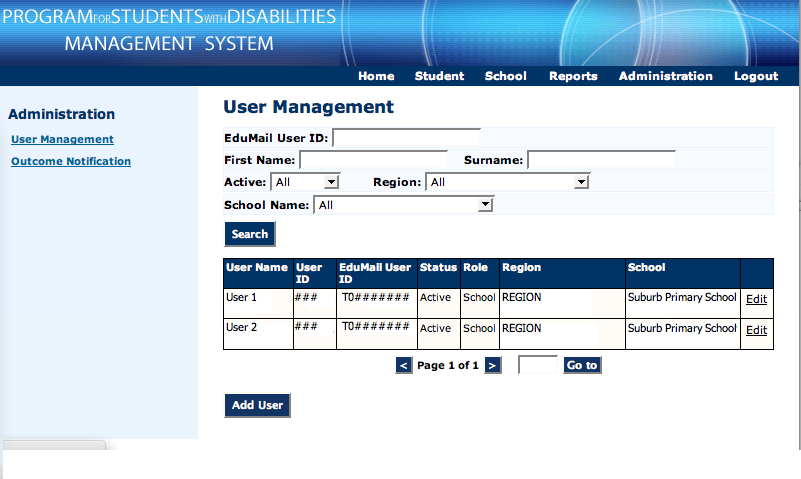 PROGRAM FOR STUDENTS WITH DISABILITIES
MANAGEMENT SYSTEM
Home Student School Reports Administration Logout
Administration
User Management
Outcome Notification
User Management
EduMail User ID:
First Name: Surname:
Active: All Region: All
School Name: All
Search
User Name User ID EduMail User ID Status Role Region School
User 1 ### T0####### Active School REGION Suburb Primary School Edit
User 2 ### T0####### Active School REGION Suburb Primary School Edit
< Page 1 of 1 > Go to
Add User